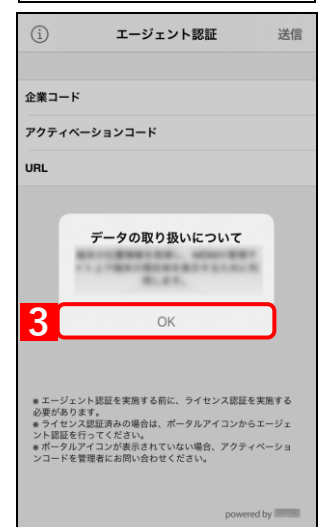 エージェント認証
送信
企業コード
アクティベーションコード
URL
データの取り扱いについて
3
OK
※エージェント認証を実施する前に、ライセンス認証を実施する
必要があります。
※ライセンス認証済みの場合は、ポータルアイコンからエージェ
ント認証を行ってください。
※ポータルアイコンが表示されていない場合、アクティベーショ
ンコードを管理者にお問い合わせください。
powered by